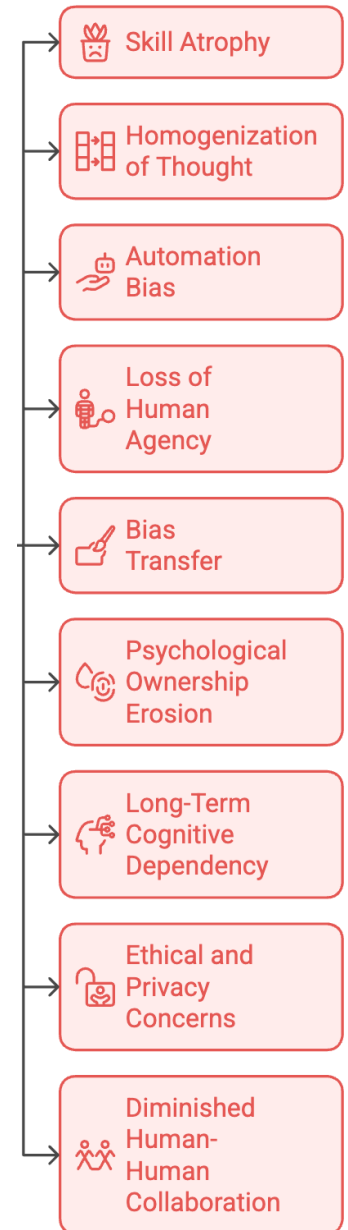 Skill Atrophy
Homogenization
of Thought
Automation
Bias
Loss of
Human
Agency
Bias
Transfer
Psychological
Ownership
Erosion
Long-Term
Cognitive
Dependency
Ethical and
Privacy
Concerns
Diminished
Human-
Human
Collaboration